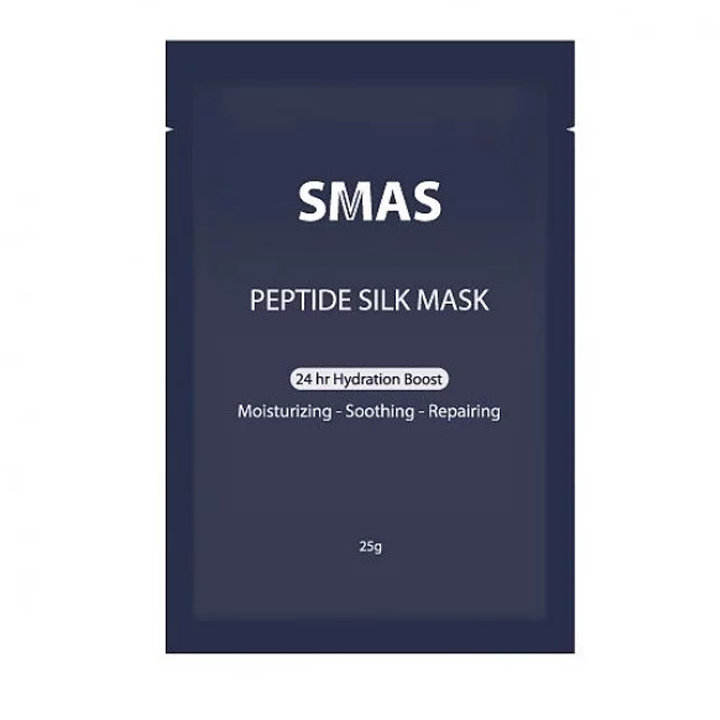 SMAS
PEPTIDE SILK MASK
24 hr Hydration Boost
Moisturizing - Soothing - Repairing
25g